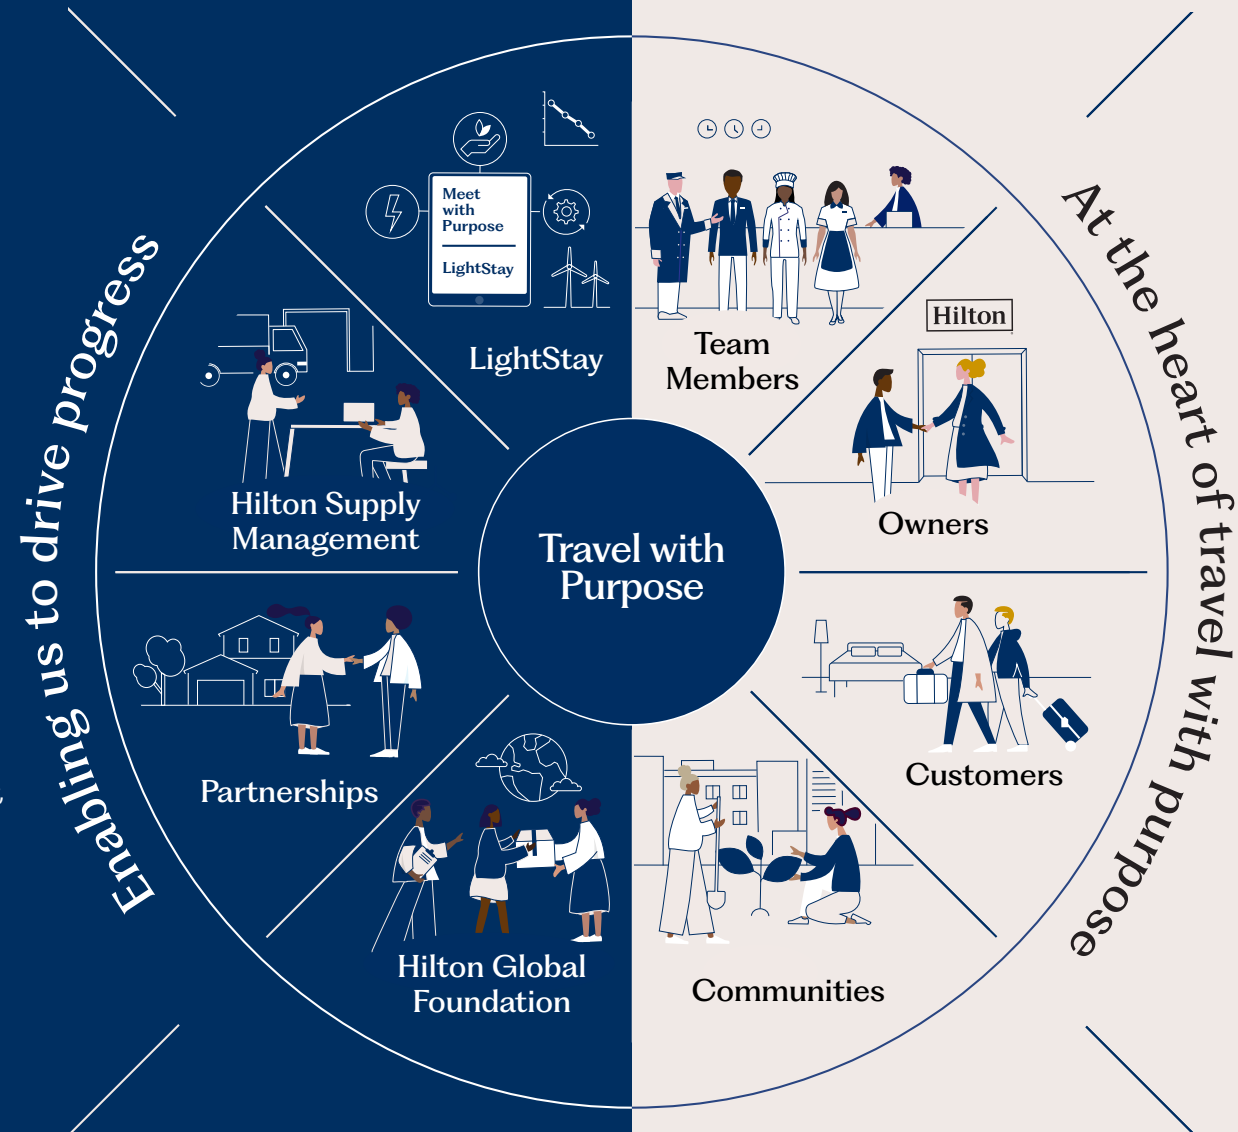 Enabling us to drive progress
Meet
with
Purpose
LightStay
LightStay
Hilton Supply
Management
Partnerships
Hilton Global
Foundation
Travel with
Purpose
Team
Members
Hilton
Owners
Customers
Communities
At the heart of travel with purpose